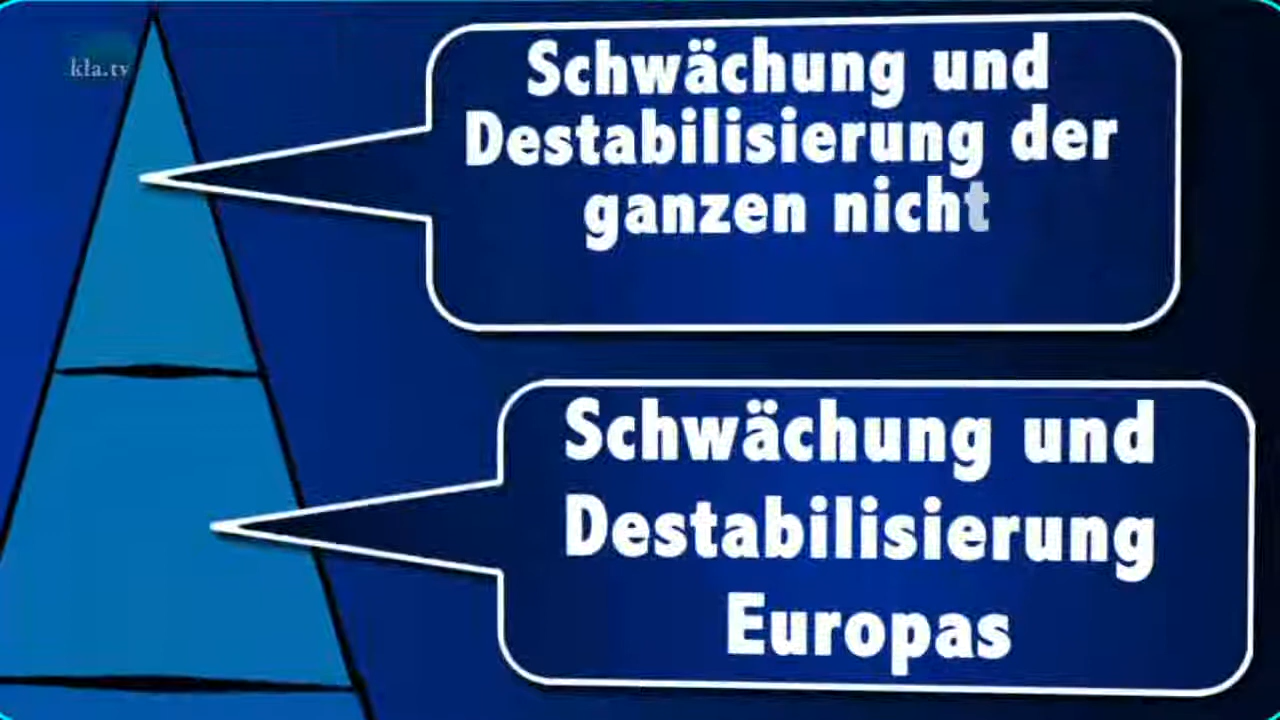 kla.tv
Schwächung und
Destabilisierung der
ganzen nicht
Schwächung und
Destabilisierung
Europas